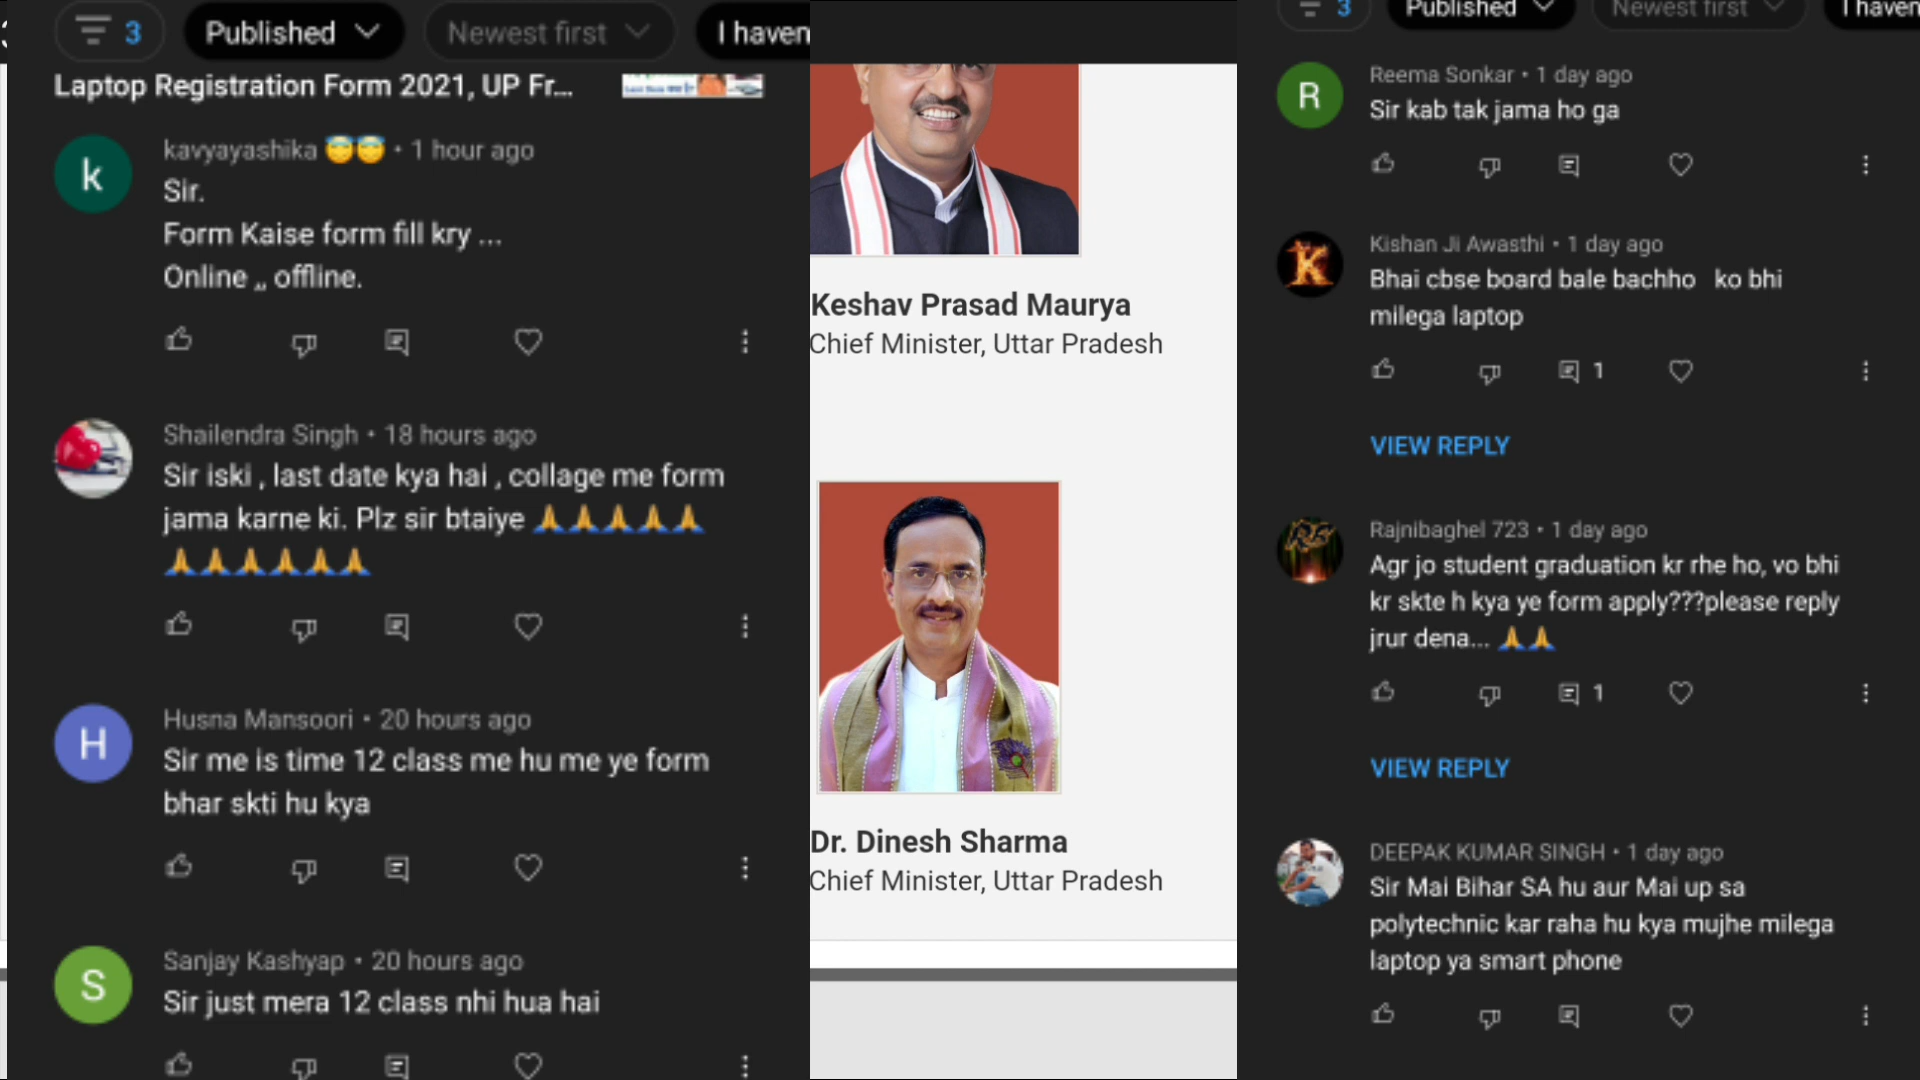 3
Published
Newest first
I haven
Laptop Registration Form 2021, UP Fr...
k
kavyayashika 😇😇 • 1 hour ago
Sir.
Form Kaise form fill kry ...
Online ,, offline.
Shailendra Singh • 18 hours ago
Sir iski , last date kya hai , collage me form
jama karne ki. Plz sir btaiye 🙏🙏🙏🙏🙏
🙏🙏🙏🙏🙏🙏
H
Husna Mansoori • 20 hours ago
Sir me is time 12 class me hu me ye form
bhar skti hu kya
S
Sanjay Kashyap • 20 hours ago
Sir just mera 12 class nhi hua hai
Keshav Prasad Maurya
Chief Minister, Uttar Pradesh
Dr. Dinesh Sharma
Chief Minister, Uttar Pradesh
3
Published
Newest first
I haven
R
Reema Sonkar • 1 day ago
Sir kab tak jama ho ga
K
Kishan Ji Awasthi • 1 day ago
Bhai cbse board bale bachho ko bhi
milega laptop
1
VIEW REPLY
Rajnibaghel 723 • 1 day ago
Agr jo student graduation kr rhe ho, vo bhi
kr skte h kya ye form apply???please reply
jrur dena... 🙏🙏
1
VIEW REPLY
DEEPAK KUMAR SINGH • 1 day ago
Sir Mai Bihar SA hu aur Mai up sa
polytechnic kar raha hu kya mujhe milega
laptop ya smart phone